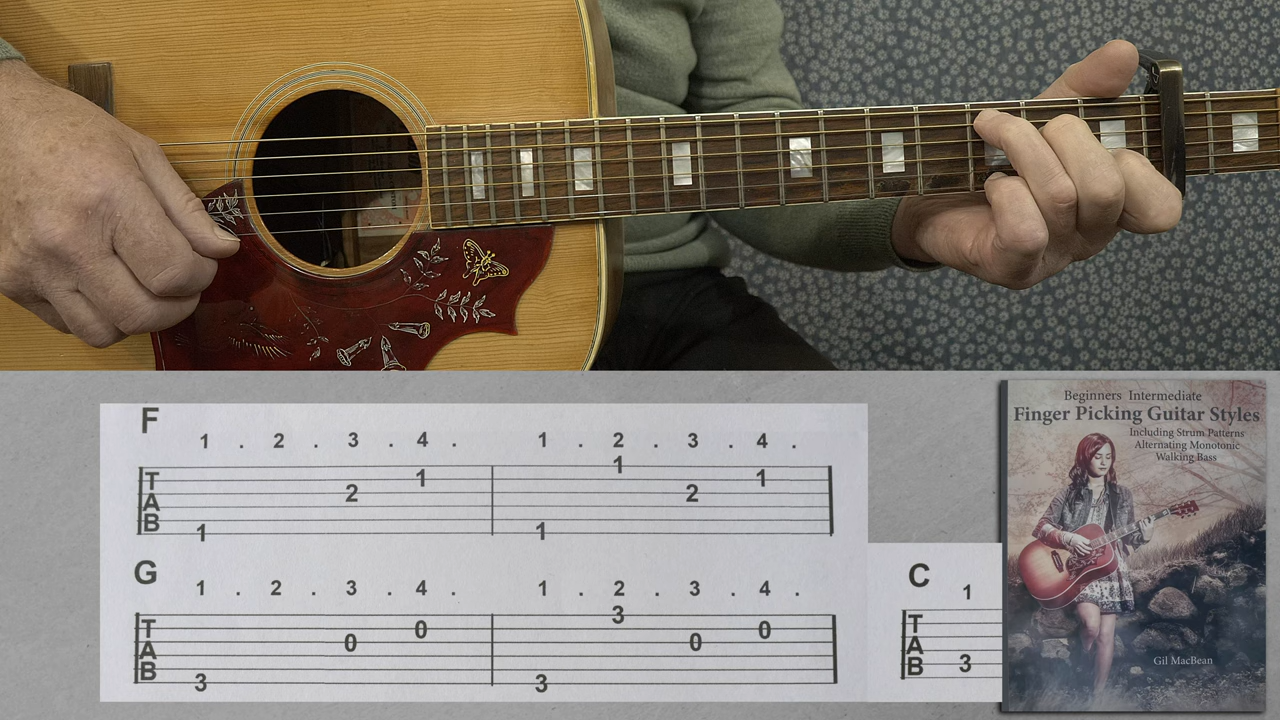 F
1 . 2 . 3 . 4 . 1 . 2 . 3 . 4 .
T
A
B
1
2
1
1
1
2
1
G
1 . 2 . 3 . 4 . 1 . 2 . 3 . 4 .
T
A
B
3
0
0
3
3
0
0
C
1
T
A
B
3
Beginners Intermediate
Finger Picking Guitar Styles
Including Strum Patterns
Alternating Monotonic
Walking Bass
Gil MacBean